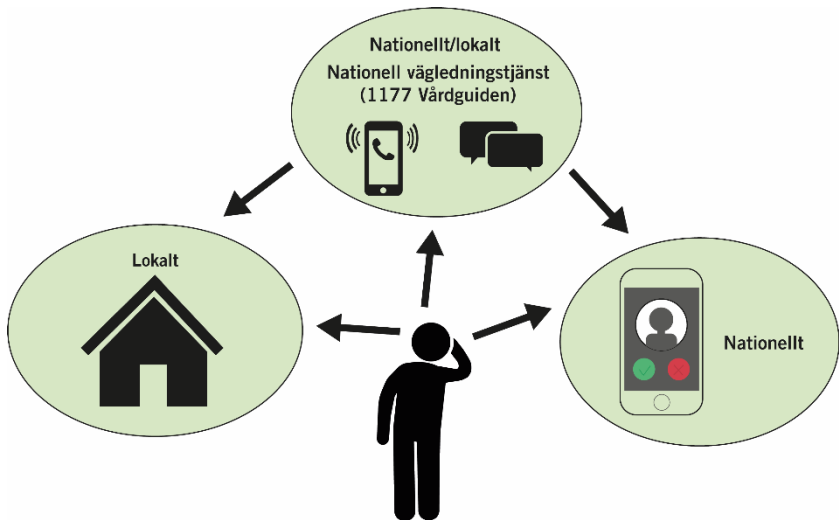 Nationellt/lokalt
Nationell vägledningstjänst
(1177 Vårdguiden)
Lokalt
Nationellt